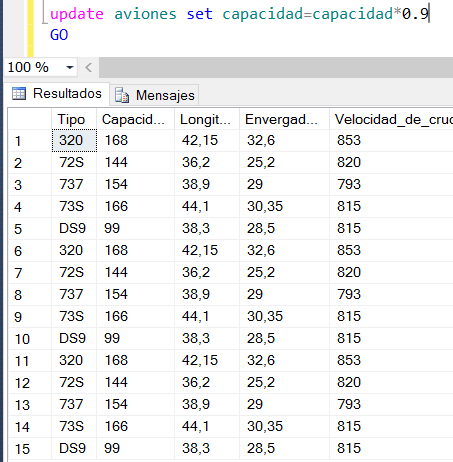 update aviones set capacidad=capacidad*0.9
GO
100 %
Resultados Mensajes
Tipo Capacid... Longit... Envergad... Velocidad_de_cruc
1 320 168 42,15 32,6 853
2 72S 144 36,2 25,2 820
3 737 154 38,9 29 793
4 73S 166 44,1 30,35 815
5 DS9 99 38,3 28,5 815
6 320 168 42,15 32,6 853
7 72S 144 36,2 25,2 820
8 737 154 38,9 29 793
9 73S 166 44,1 30,35 815
10 DS9 99 38,3 28,5 815
11 320 168 42,15 32,6 853
12 72S 144 36,2 25,2 820
13 737 154 38,9 29 793
14 73S 166 44,1 30,35 815
15 DS9 99 38,3 28,5 815